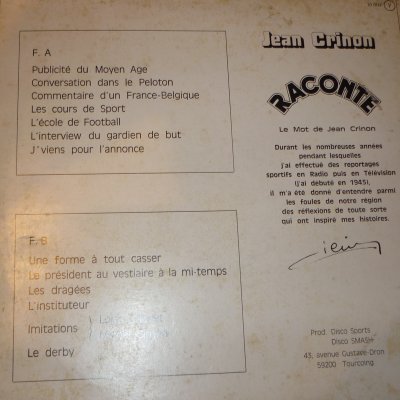 Jean Crinon
RACONTE
F. A
Publicité du Moyen Age
Conversation dans le Peloton
Commentaire d'un France-Belgique
Les cours de Sport
L'école de Football
L'interview du gardien de but
J'viens pour l'annonce
F. B
Une forme à tout casser
Le président au vestiaire à la mi-temps
Les dragées
L'instituteur
Imitations
Le derby
Le Mot de Jean Crinon
Durant les nombreuses années
pendant lesquelles
j'ai effectué des reportages
sportifs en Radio puis en Télévision
(j'ai débuté en 1945),
il m'a été donné d'entendre parmi
les foules de notre région
des réflexions de toute sorte
qui ont inspiré mes histoires.
Prod. Disco Sports
Disco SMASH
43, avenue Gustave-Dron
59200 Tourcoing